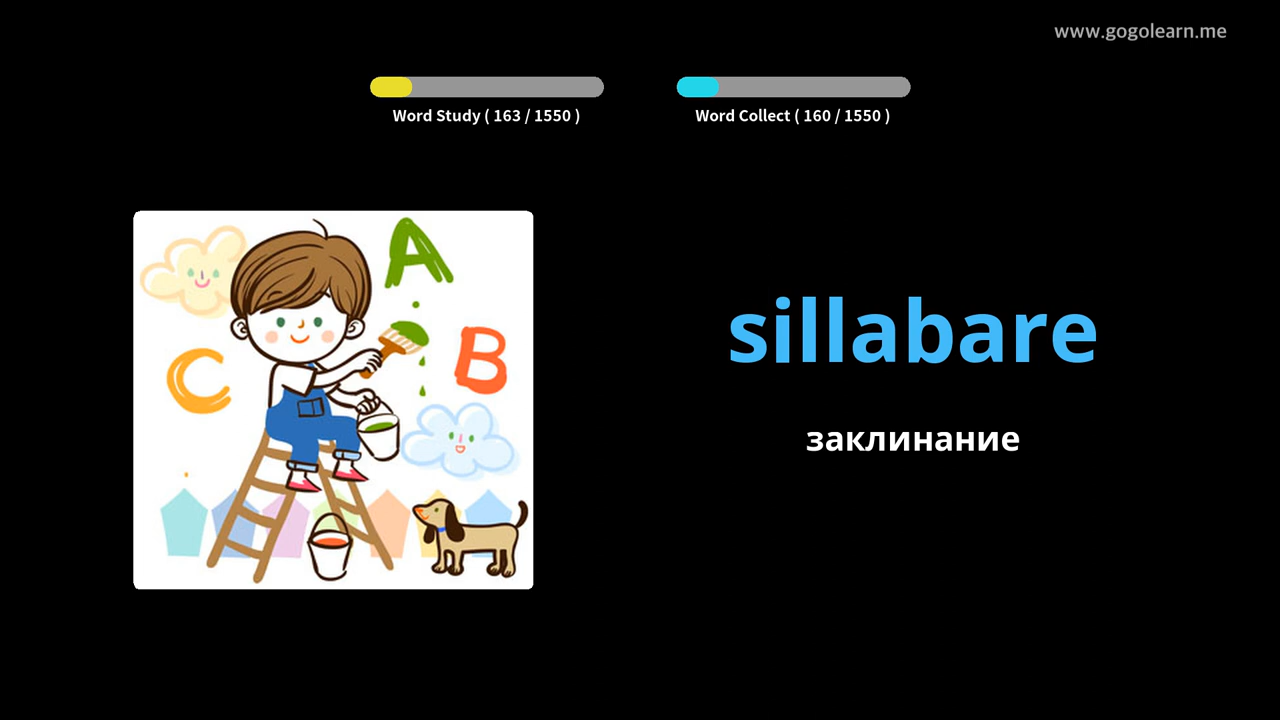 www.gogolearn.me
Word Study ( 163 / 1550 )
Word Collect ( 160 / 1550 )
A
B
C
sillabare
заклинание